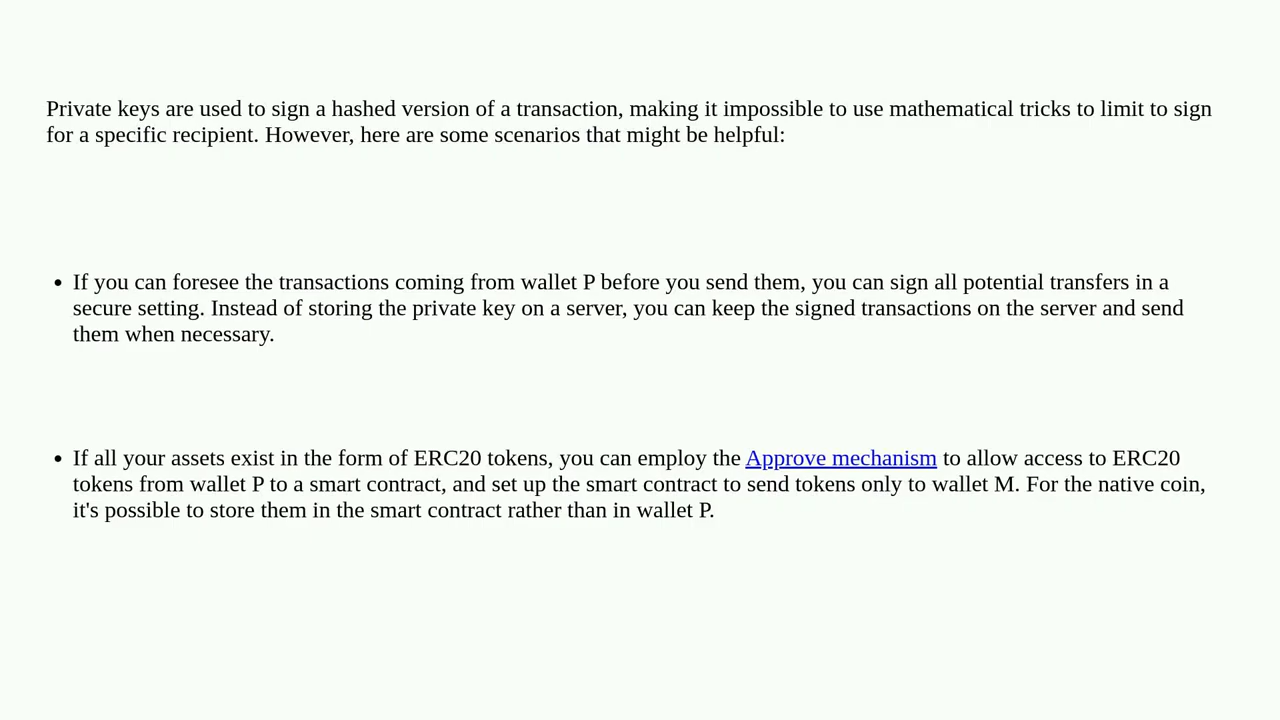 Private keys are used to sign a hashed version of a transaction, making it impossible to use mathematical tricks to limit to sign
for a specific recipient. However, here are some scenarios that might be helpful:
• If you can foresee the transactions coming from wallet P before you send them, you can sign all potential transfers in a
secure setting. Instead of storing the private key on a server, you can keep the signed transactions on the server and send
them when necessary.
• If all your assets exist in the form of ERC20 tokens, you can employ the Approve mechanism to allow access to ERC20
tokens from wallet P to a smart contract, and set up the smart contract to send tokens only to wallet M. For the native coin,
it's possible to store them in the smart contract rather than in wallet P.